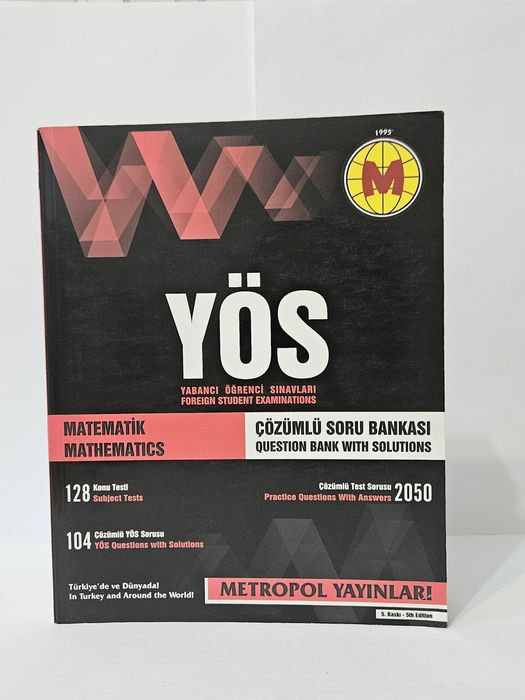 1995
M
YÖS
YABANCI ÖĞRENCİ SINAVLARI
FOREIGN STUDENT EXAMINATIONS
MATEMATİK
MATHEMATICS
ÇÖZÜMLÜ SORU BANKASI
QUESTION BANK WITH SOLUTIONS
128 Konu Testi
Subject Tests
Çözümlü Test Sorusu
Practice Questions With Answers 2050
104 Çözümlü YÖS Sorusu
YÖS Questions with Solutions
Türkiye'de ve Dünyada!
In Turkey and Around the World!
METROPOL YAYINLARI
5. Baskı - 5th Edition